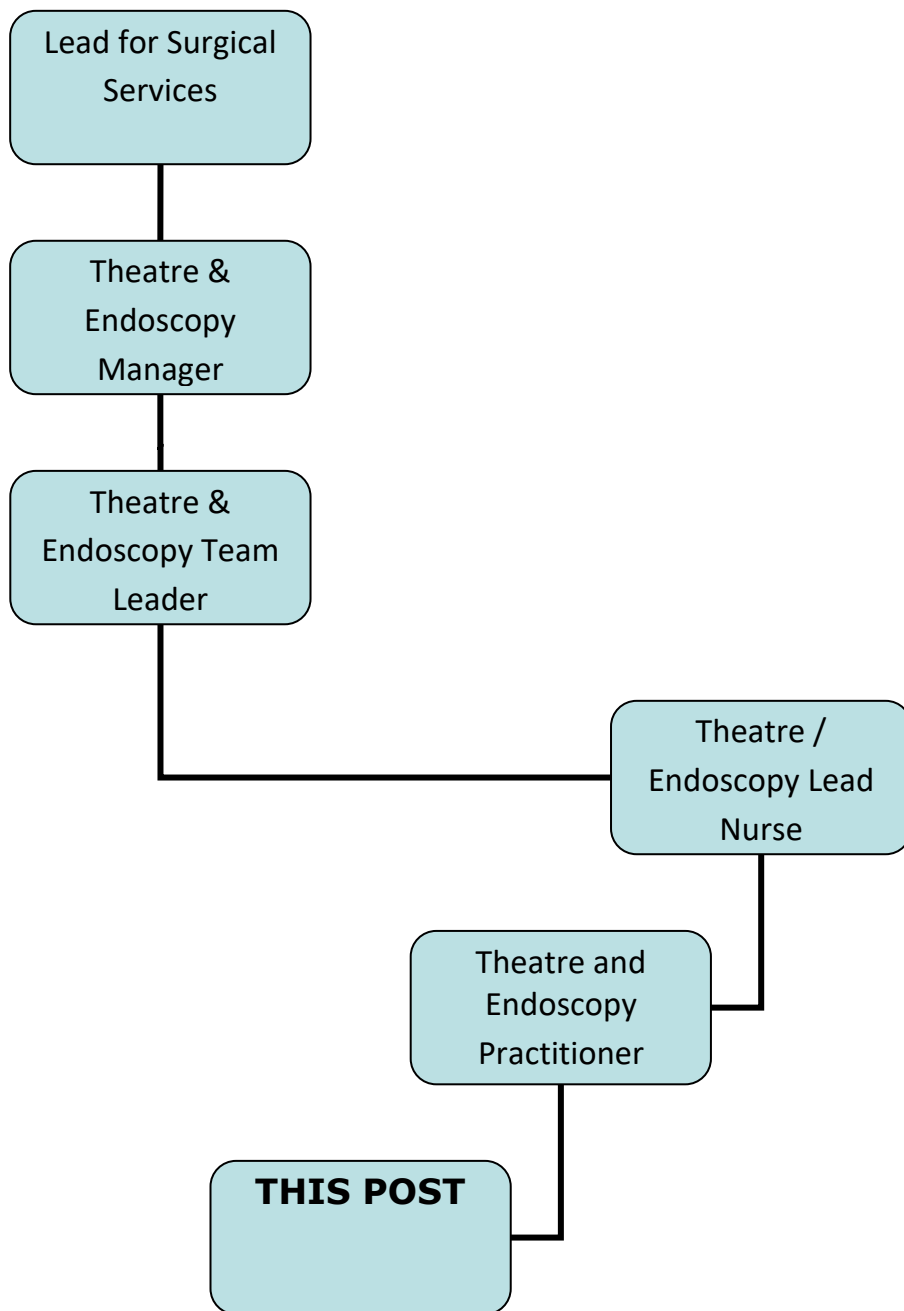 Lead for Surgical
Services
Theatre &
Endoscopy
Manager
Theatre &
Endoscopy Team
Leader
Theatre /
Endoscopy Lead
Nurse
Theatre and
Endoscopy
Practitioner
THIS POST